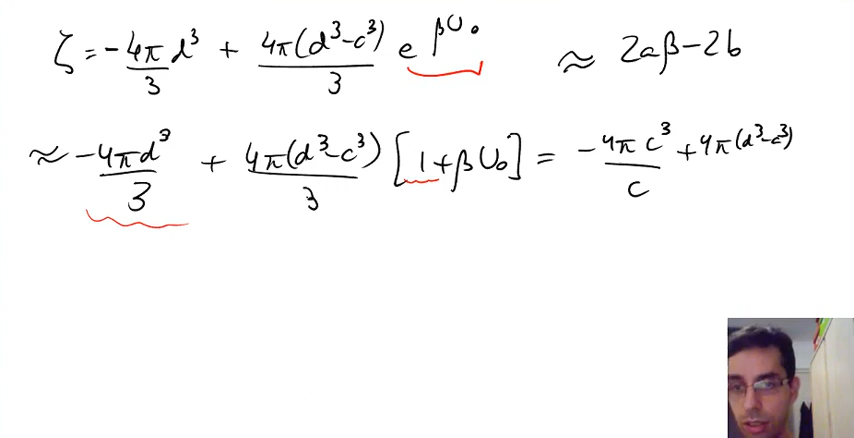 ζ = -4π/3 d³ + 4π(d³-c³)/3 e^{βU₀} ≈ 2aβ-2b
≈ -4πd³/3 + 4π(d³-c³)/3 [1+βU₀] = -4πc³/c + 4π(d³-c³)